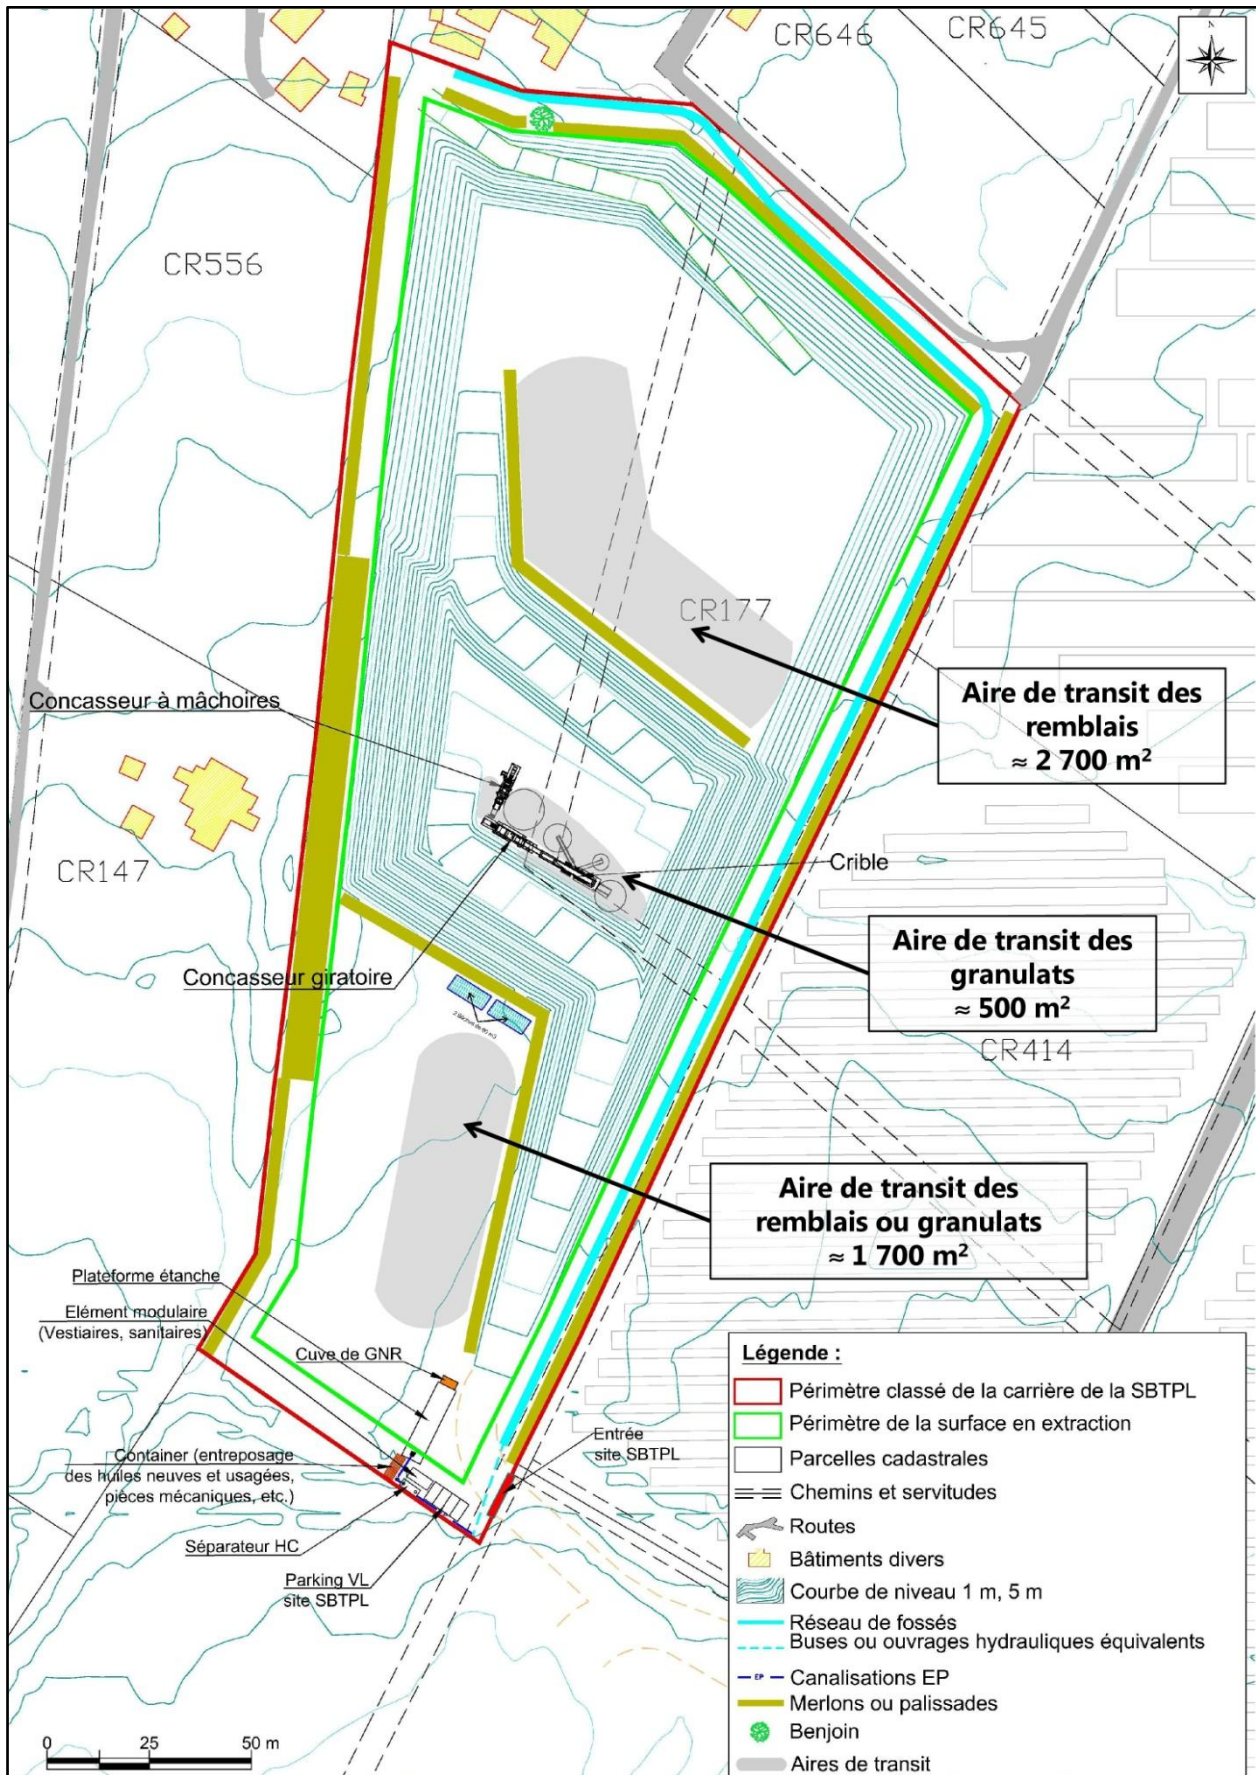 N
CR646
CR645
CR556
CR177
Concasseur à mâchoires
Aire de transit des
remblais
≈ 2 700 m²
CR147
Crible
Aire de transit des
granulats
≈ 500 m²
Concasseur giratoire
CR414
Aire de transit des
remblais ou granulats
≈ 1 700 m²
Plateforme étanche
Elément modulaire
(Vestiaires, sanitaires)
Cuve de GNR
Entrée
site SBTPL
Container (entreposage
des huiles neuves et usagées,
pièces mécaniques, etc.)
Séparateur HC
Parking VL
site SBTPL
Légende :
Périmètre classé de la carrière de la SBTPL
Périmètre de la surface en extraction
Parcelles cadastrales
Chemins et servitudes
Routes
Bâtiments divers
Courbe de niveau 1 m, 5 m
Réseau de fossés
Buses ou ouvrages hydrauliques équivalents
EP
Canalisations EP
Merlons ou palissades
Benjoin
Aires de transit
0 25 50 m